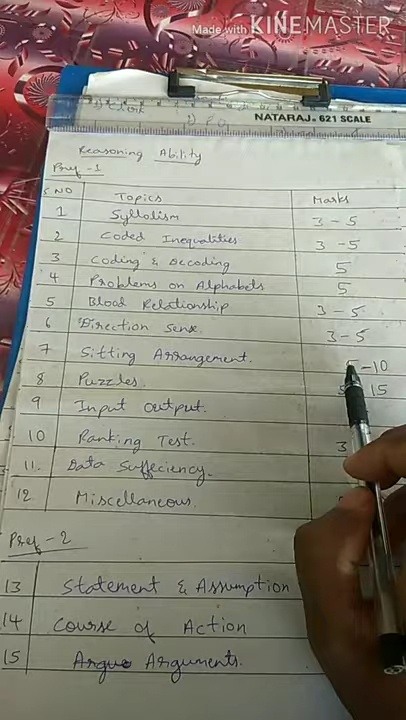 Made with KINEMASTER
NATARAJ 621 SCALE
Reasoning Ability
Pref -1
S NO Topics Marks
1 Syllolism 3 - 5
2 Coded Inequalities 3 - 5
3 Coding & Decoding 5
4 Problems on Alphabets 5
5 Blood Relationship 3 - 5
6 Direction Sense. 3 - 5
7 Sitting Arrangement. 5 - 10
8 Puzzles. 15
9 Input output.
10 Ranking Test. 3
11. Data Sufficiency.
12 Miscellaneous.
Pref - 2
13 Statement & Assumption
14 Course of Action
15 Arguments.